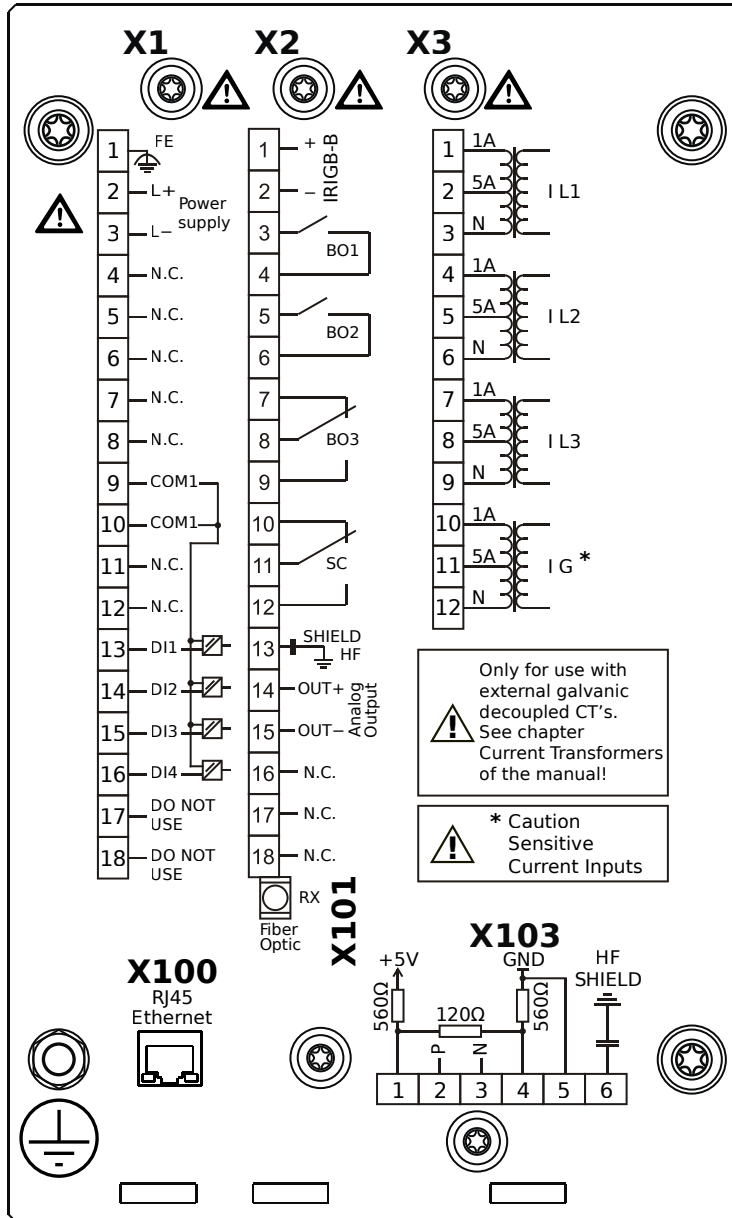 X1
1 FE
2 L+ Power
supply
3 L−
4 N.C.
5 N.C.
6 N.C.
7 N.C.
8 N.C.
9 COM1
10 COM1
11 N.C.
12 N.C.
13 DI1
14 DI2
15 DI3
16 DI4
17 DO NOT
USE
18 DO NOT
USE
X2
1 +
IRIGB-B
2 −
3
BO1
4
5
BO2
6
7
8 BO3
9
10
11 SC
12
13 SHIELD
HF
14 OUT+
Analog
Output
15 OUT−
16 N.C.
17 N.C.
18 N.C.
RX
Fiber
Optic
X101
X3
1 1A
2 5A I L1
3 N
4 1A
5 5A I L2
6 N
7 1A
8 5A I L3
9 N
10 1A
11 5A I G *
12 N
Only for use with
external galvanic
decoupled CT's.
See chapter
Current Transformers
of the manual!
* Caution
Sensitive
Current Inputs
X100
RJ45
Ethernet
X103
+5V GND HF
SHIELD
560Ω 120Ω 560Ω
P N
1 2 3 4 5 6